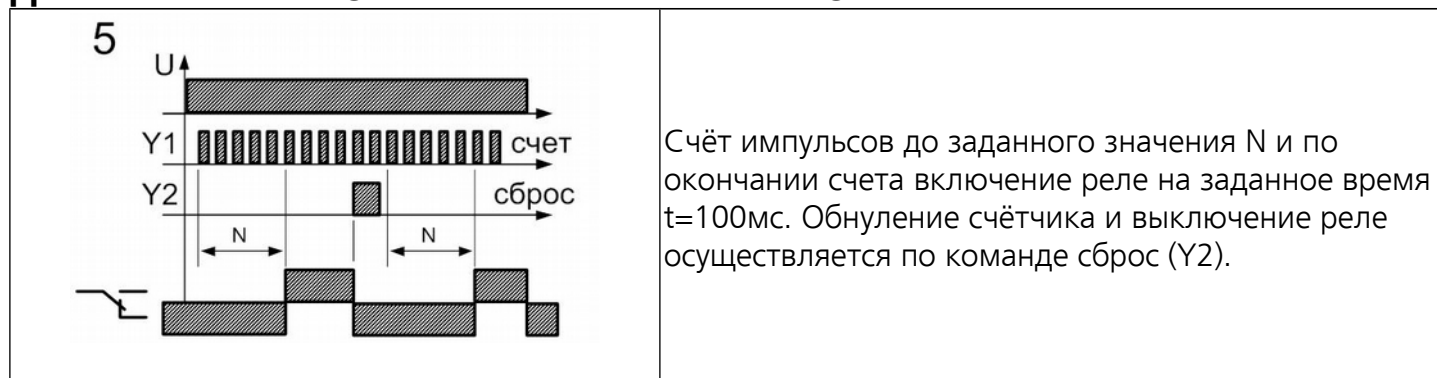 5
U
Y1
счет
Y2
сброс
N
N
Счёт импульсов до заданного значения N и по
окончании счета включение реле на заданное время
t=100мс. Обнуление счётчика и выключение реле
осуществляется по команде сброс (Y2).